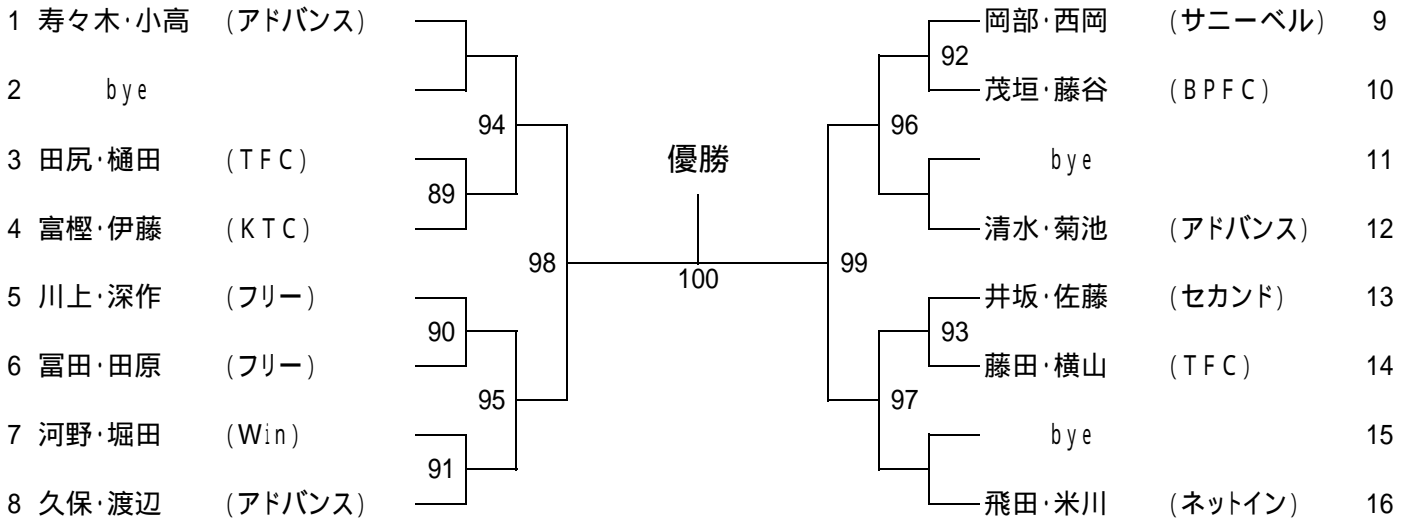 1 寿々木・小高 (アドバンス)
2 bye
3 田尻・樋田 (TFC)
4 富樫・伊藤 (KTC)
5 川上・深作 (フリー)
6 冨田・田原 (フリー)
7 河野・堀田 (Win)
8 久保・渡辺 (アドバンス)
94
89
98
90
95
91
優勝
100
岡部・西岡 (サニーベル) 9
茂垣・藤谷 (BPFC) 10
bye 11
清水・菊池 (アドバンス) 12
井坂・佐藤 (セカンド) 13
藤田・横山 (TFC) 14
bye 15
飛田・米川 (ネットイン) 16
92
96
99
93
97